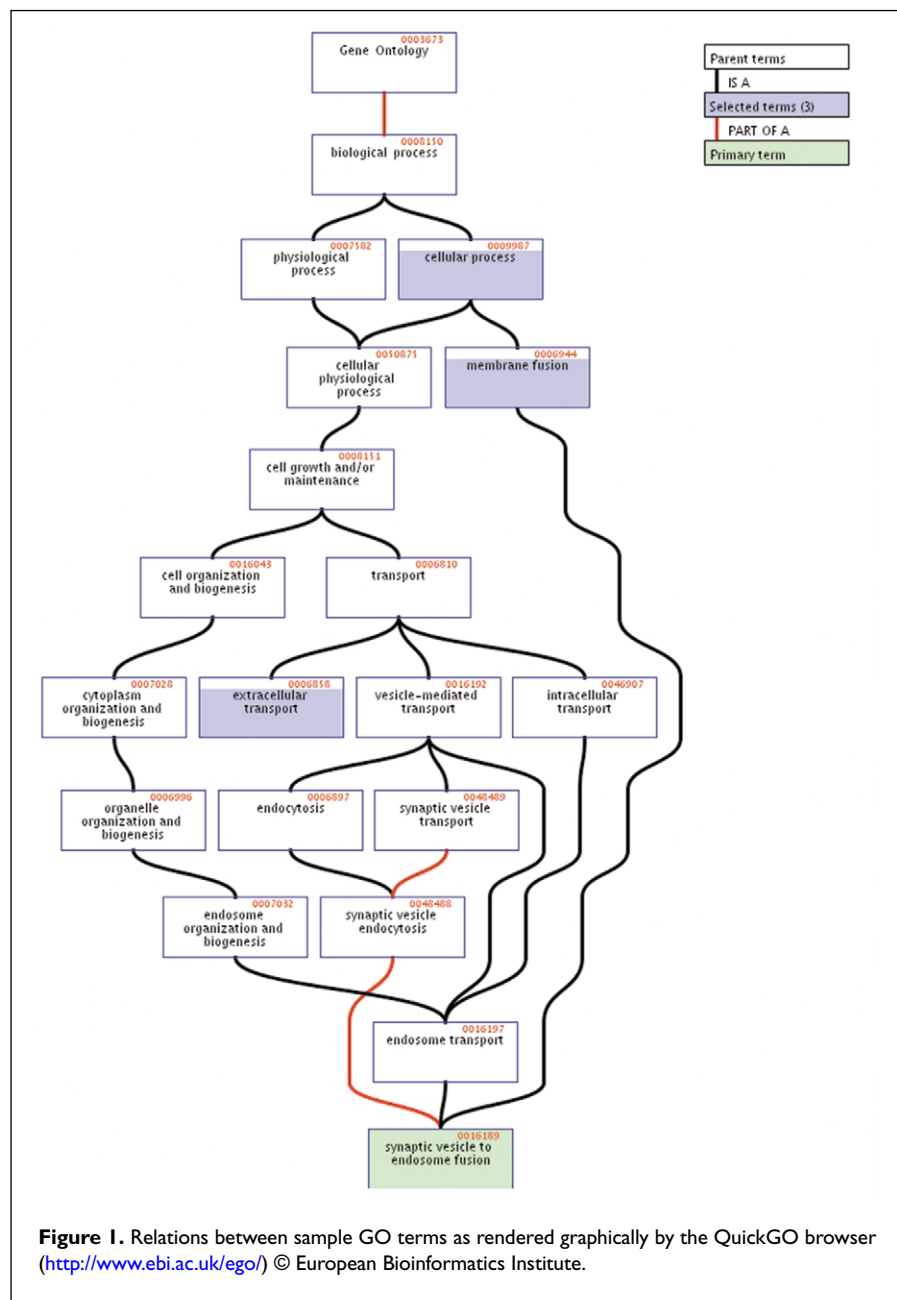 0003673
Gene Ontology
Parent terms
IS A
Selected terms (3)
PART OF A
Primary term
0008150
biological process
0007582
physiological
process
0009987
cellular process
0050875
cellular
physiological
process
0006944
membrane fusion
0008151
cell growth and/or
maintenance
0016043
cell organization
and biogenesis
0006810
transport
0007028
cytoplasm
organization and
biogenesis
0006858
extracellular
transport
0016192
vesicle-mediated
transport
0046907
intracellular
transport
0006996
organelle
organization and
biogenesis
0006897
endocytosis
0048489
synaptic vesicle
transport
0007032
endosome
organization and
biogenesis
0048488
synaptic vesicle
endocytosis
0016197
endosome transport
0016189
synaptic vesicle to
endosome fusion
Figure 1. Relations between sample GO terms as rendered graphically by the QuickGO browser
(http://www.ebi.ac.uk/ego/) © European Bioinformatics Institute.